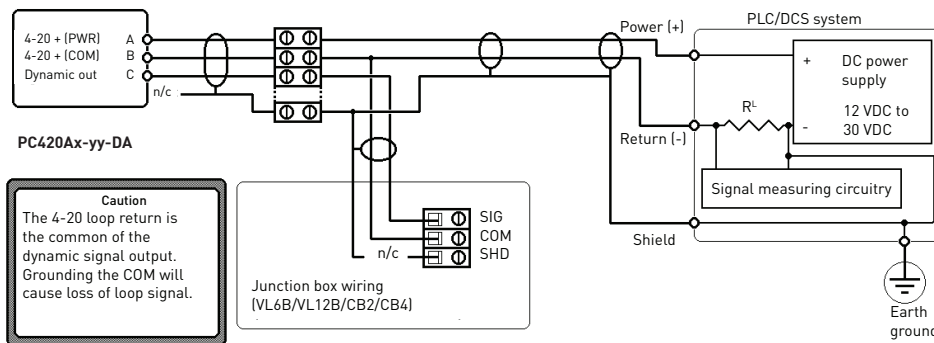 4-20 + (PWR) A
4-20 + (COM) B
Dynamic out C
n/c
PC420Ax-yy-DA
Caution
The 4-20 loop return is
the common of the
dynamic signal output.
Grounding the COM will
cause loss of loop signal.
SIG
COM
n/c SHD
Junction box wiring
(VL6B/VL12B/CB2/CB4)
Power (+)
Return (-)
Shield
PLC/DCS system
+
DC power
supply
12 VDC to
30 VDC
-
RL
Signal measuring circuitry
Earth
ground